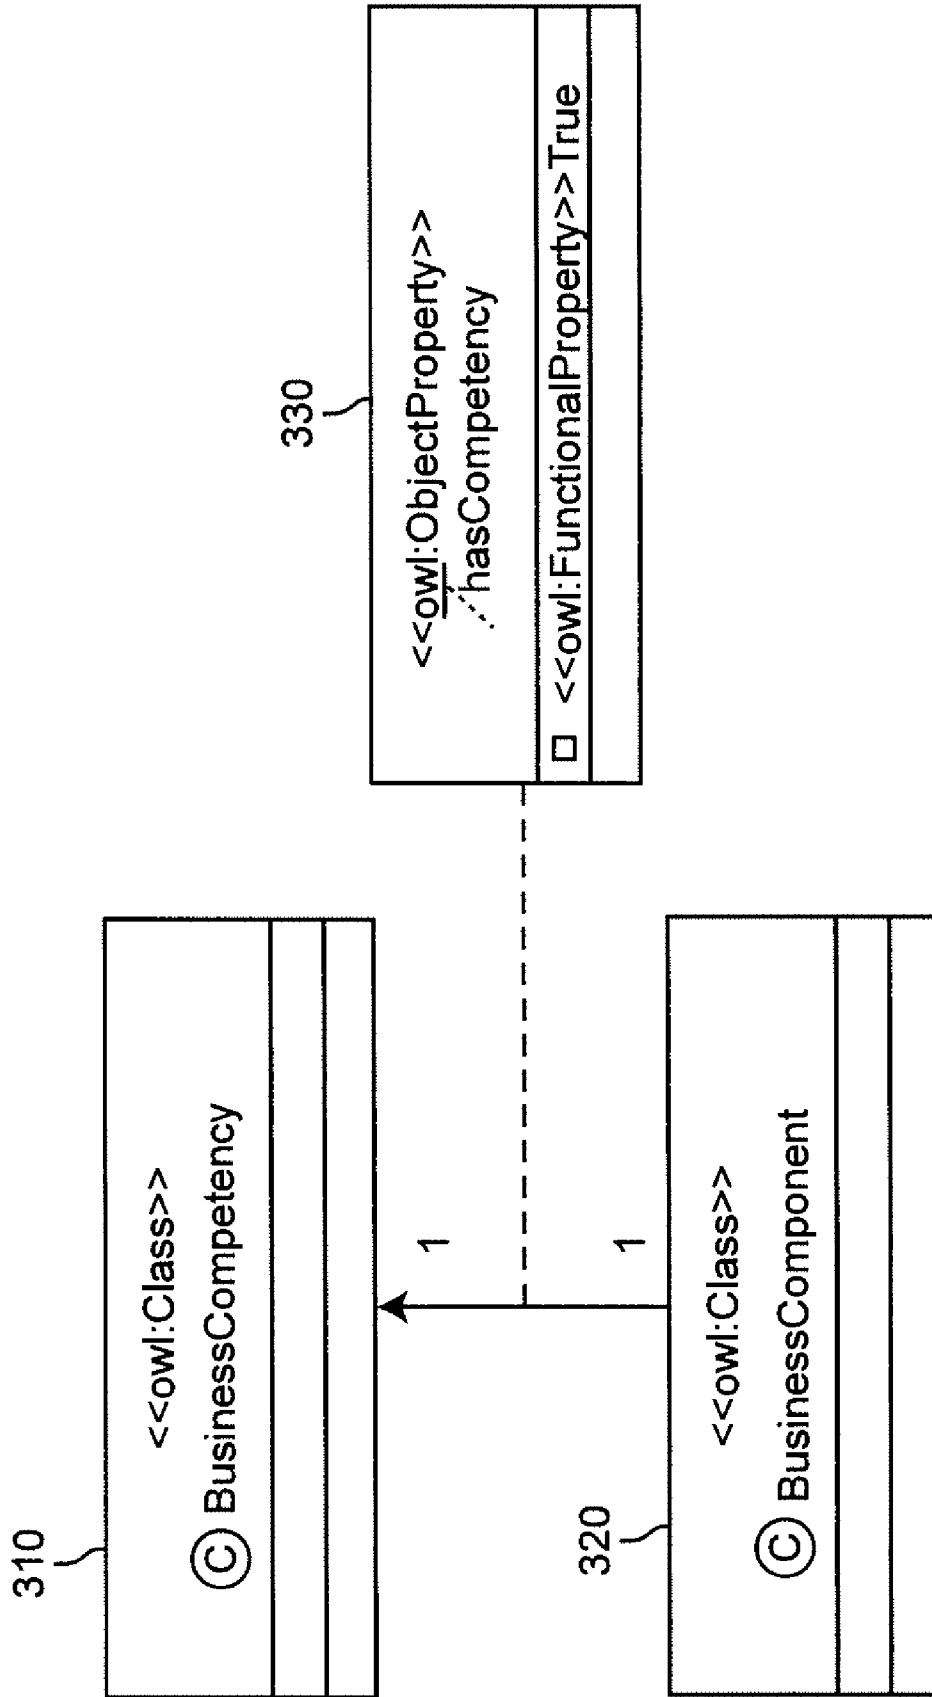 310
<<owl:Class>>
C BusinessCompetency
1
1
320
<<owl:Class>>
C BusinessComponent
330
<<owl:ObjectProperty>>
hasCompetency
<<owl:FunctionalProperty>>True